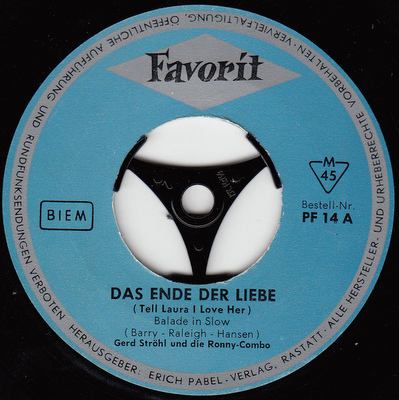 Favorit
M
45
BIEM
Bestell-Nr.
PF 14 A
DAS ENDE DER LIEBE
(Tell Laura I Love Her)
Balade in Slow
(Barry - Raleigh - Hansen)
Gerd Ströhl und die Ronny-Combo
HERAUSGEBER: ERICH PABEL-VERLAG, RASTATT. ALLE HERSTELLER- UND URHEBERRECHTE VORBEHALTEN-VERVIELFÄLTIGUNG, ÖFFENTLICHE AUFFÜHRUNG UND RUNDFUNKSENDUNGEN VERBOTEN